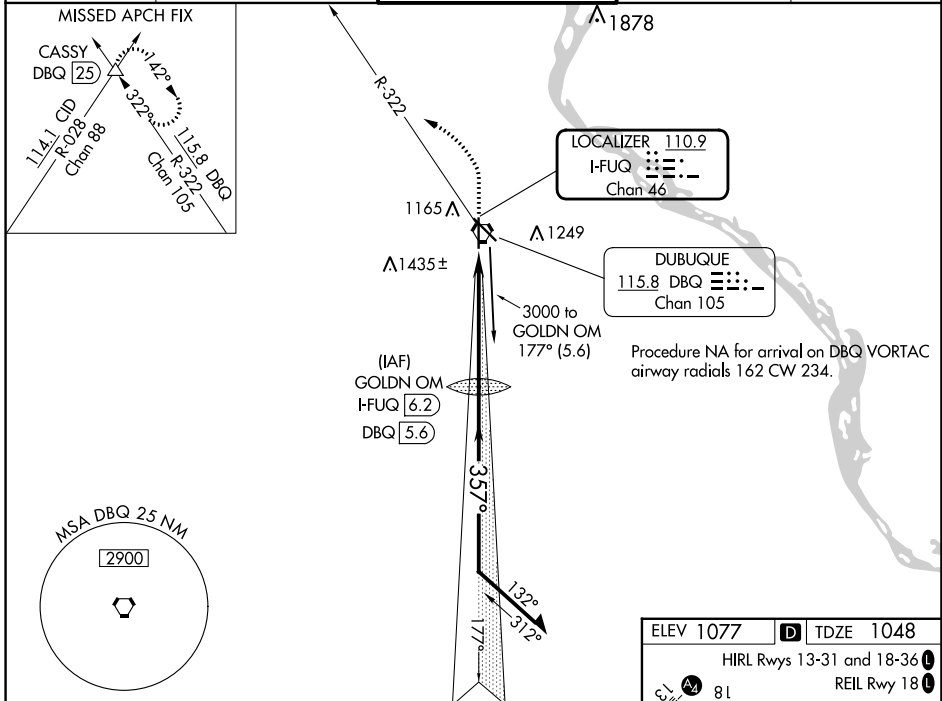 MISSED APCH FIX
CASSY
DBQ 25
142°
322°
114.1 CID
R-028
Chan 88
115.8 DBQ
R-322
Chan 105
R-322
1878
LOCALIZER 110.9
I-FUQ
Chan 46
1165
1249
1435±
DUBUQUE
115.8 DBQ
Chan 105
3000 to
GOLDN OM
177° (5.6)
Procedure NA for arrival on DBQ VORTAC
airway radials 162 CW 234.
(IAF)
GOLDN OM
I-FUQ 6.2
DBQ 5.6
357°
MSA DBQ 25 NM
2900
132°
312°
177°
ELEV 1077 D TDZE 1048
HIRL Rwys 13-31 and 18-36 L
REIL Rwy 18 L
13 A4 18